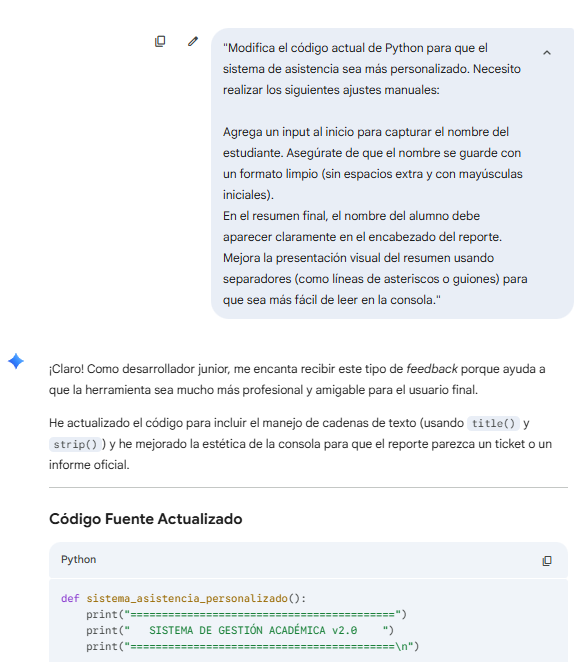 "Modifica el código actual de Python para que el
sistema de asistencia sea más personalizado. Necesito
realizar los siguientes ajustes manuales:
Agrega un input al inicio para capturar el nombre del
estudiante. Asegúrate de que el nombre se guarde con
un formato limpio (sin espacios extra y con mayúsculas
iniciales).
En el resumen final, el nombre del alumno debe
aparecer claramente en el encabezado del reporte.
Mejora la presentación visual del resumen usando
separadores (como líneas de asteriscos o guiones) para
que sea más fácil de leer en la consola."
¡Claro! Como desarrollador junior, me encanta recibir este tipo de feedback porque ayuda a
que la herramienta sea mucho más profesional y amigable para el usuario final.
He actualizado el código para incluir el manejo de cadenas de texto (usando title() y
strip()) y he mejorado la estética de la consola para que el reporte parezca un ticket o un
informe oficial.
Código Fuente Actualizado
Python
def sistema_asistencia_personalizado():
    print("==========================================")
    print("   SISTEMA DE GESTIÓN ACADÉMICA v2.0    ")
    print("==========================================\n")